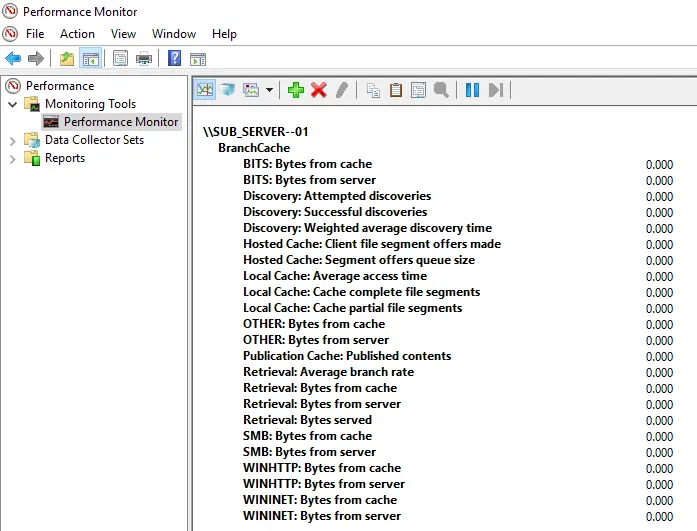 Performance Monitor
File Action View Window Help
Performance
Monitoring Tools
Performance Monitor
Data Collector Sets
Reports
\\SUB_SERVER--01
BranchCache
BITS: Bytes from cache 0.000
BITS: Bytes from server 0.000
Discovery: Attempted discoveries 0.000
Discovery: Successful discoveries 0.000
Discovery: Weighted average discovery time 0.000
Hosted Cache: Client file segment offers made 0.000
Hosted Cache: Segment offers queue size 0.000
Local Cache: Average access time 0.000
Local Cache: Cache complete file segments 0.000
Local Cache: Cache partial file segments 0.000
OTHER: Bytes from cache 0.000
OTHER: Bytes from server 0.000
Publication Cache: Published contents 0.000
Retrieval: Average branch rate 0.000
Retrieval: Bytes from cache 0.000
Retrieval: Bytes from server 0.000
Retrieval: Bytes served 0.000
SMB: Bytes from cache 0.000
SMB: Bytes from server 0.000
WINHTTP: Bytes from cache 0.000
WINHTTP: Bytes from server 0.000
WININET: Bytes from cache 0.000
WININET: Bytes from server 0.000